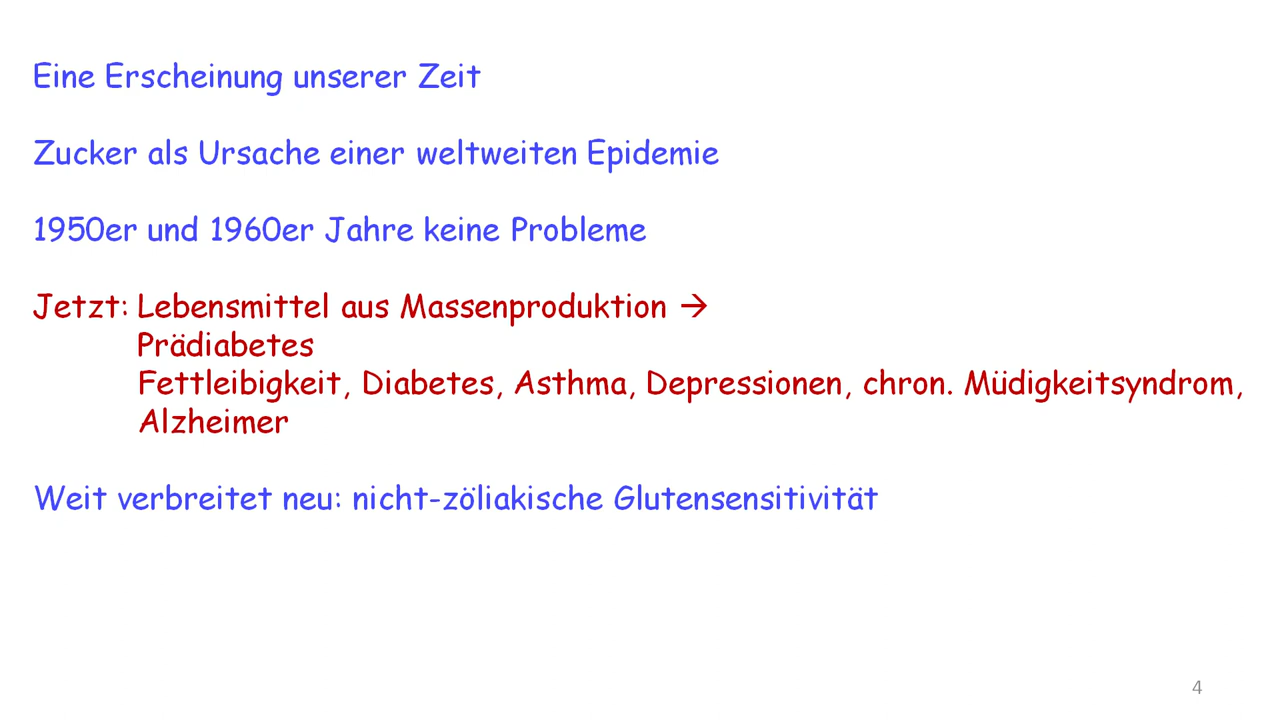 Eine Erscheinung unserer Zeit
Zucker als Ursache einer weltweiten Epidemie
1950er und 1960er Jahre keine Probleme
Jetzt: Lebensmittel aus Massenproduktion →
Prädiabetes
Fettleibigkeit, Diabetes, Asthma, Depressionen, chron. Müdigkeitsyndrom,
Alzheimer
Weit verbreitet neu: nicht-zöliakische Glutensensitivität
4